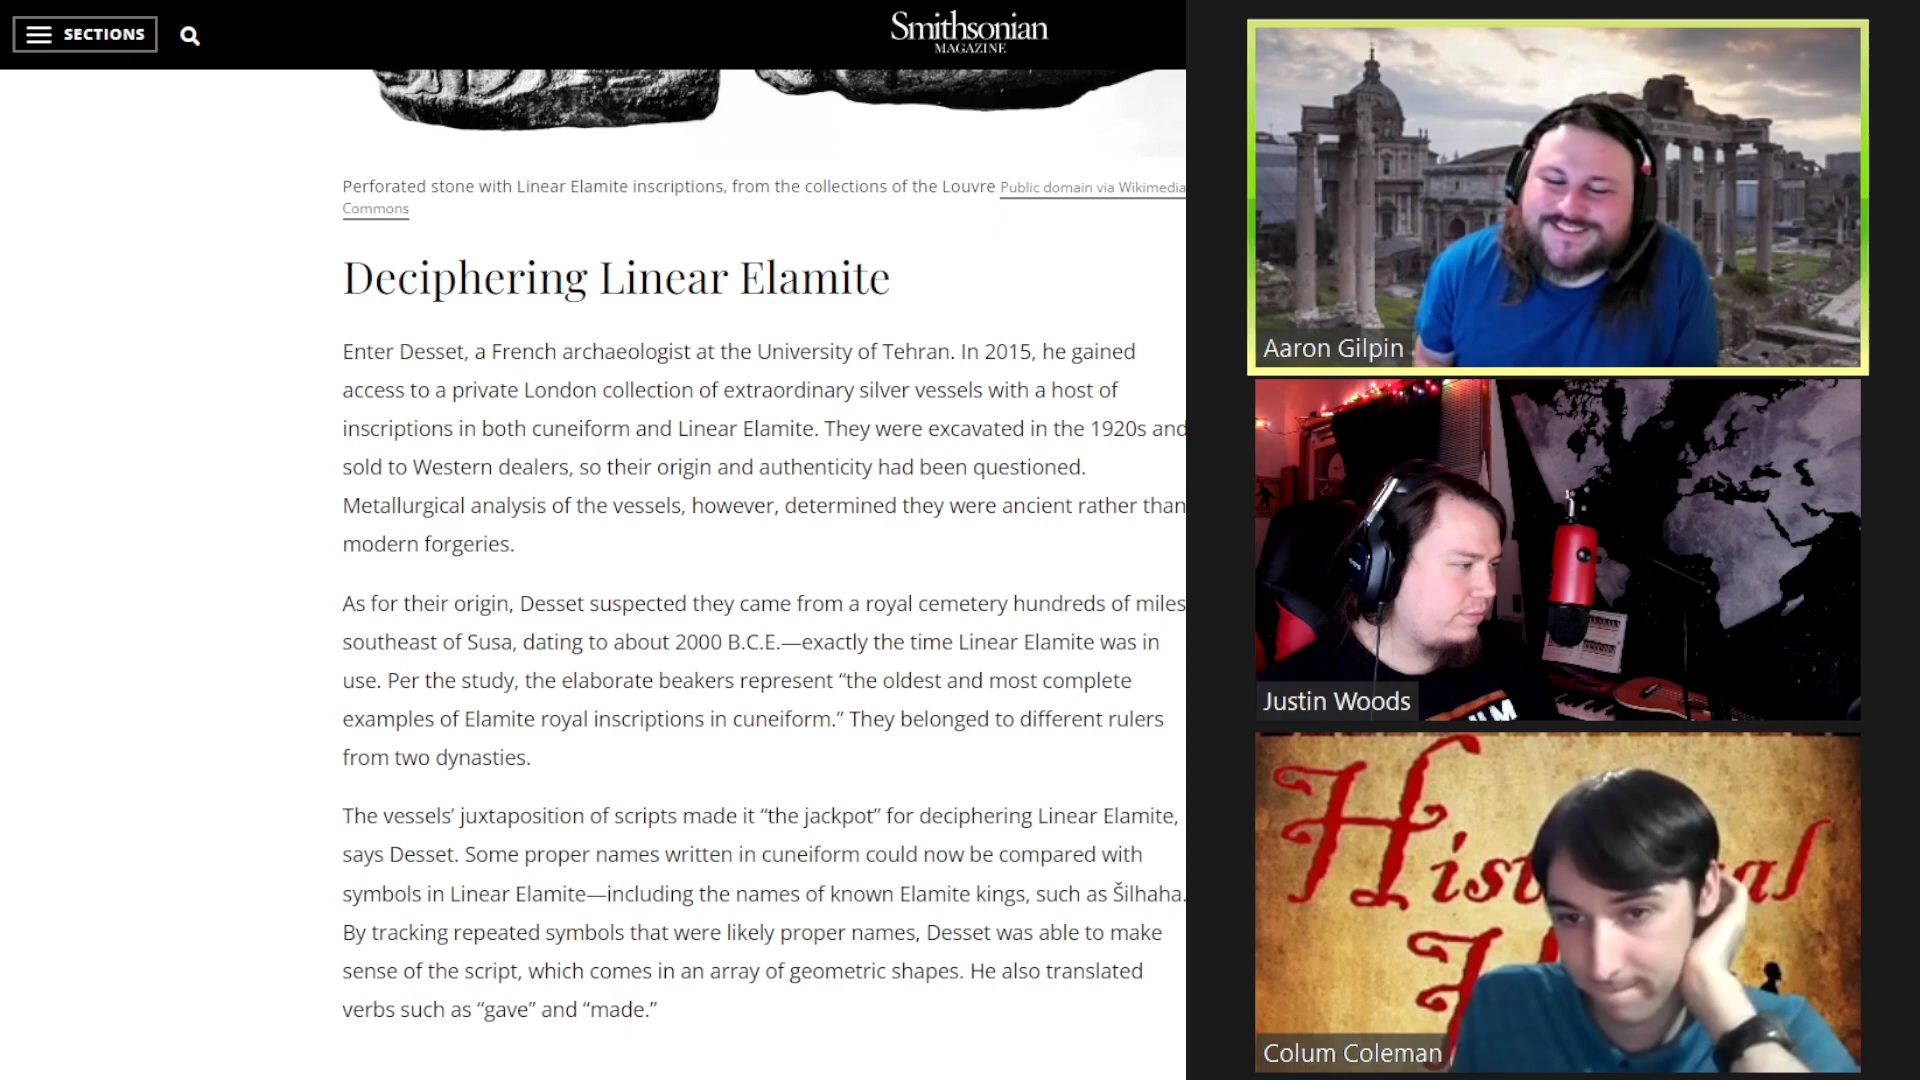 SECTIONS
Smithsonian
MAGAZINE
Perforated stone with Linear Elamite inscriptions, from the collections of the Louvre Public domain via Wikimedia
Commons
Deciphering Linear Elamite
Enter Desset, a French archaeologist at the University of Tehran. In 2015, he gained
access to a private London collection of extraordinary silver vessels with a host of
inscriptions in both cuneiform and Linear Elamite. They were excavated in the 1920s and
sold to Western dealers, so their origin and authenticity had been questioned.
Metallurgical analysis of the vessels, however, determined they were ancient rather than
modern forgeries.
As for their origin, Desset suspected they came from a royal cemetery hundreds of miles
southeast of Susa, dating to about 2000 B.C.E.—exactly the time Linear Elamite was in
use. Per the study, the elaborate beakers represent “the oldest and most complete
examples of Elamite royal inscriptions in cuneiform.” They belonged to different rulers
from two dynasties.
The vessels’ juxtaposition of scripts made it “the jackpot” for deciphering Linear Elamite,
says Desset. Some proper names written in cuneiform could now be compared with
symbols in Linear Elamite—including the names of known Elamite kings, such as Šilhaha.
By tracking repeated symbols that were likely proper names, Desset was able to make
sense of the script, which comes in an array of geometric shapes. He also translated
verbs such as “gave” and “made.”
Aaron Gilpin
Justin Woods
Colum Coleman